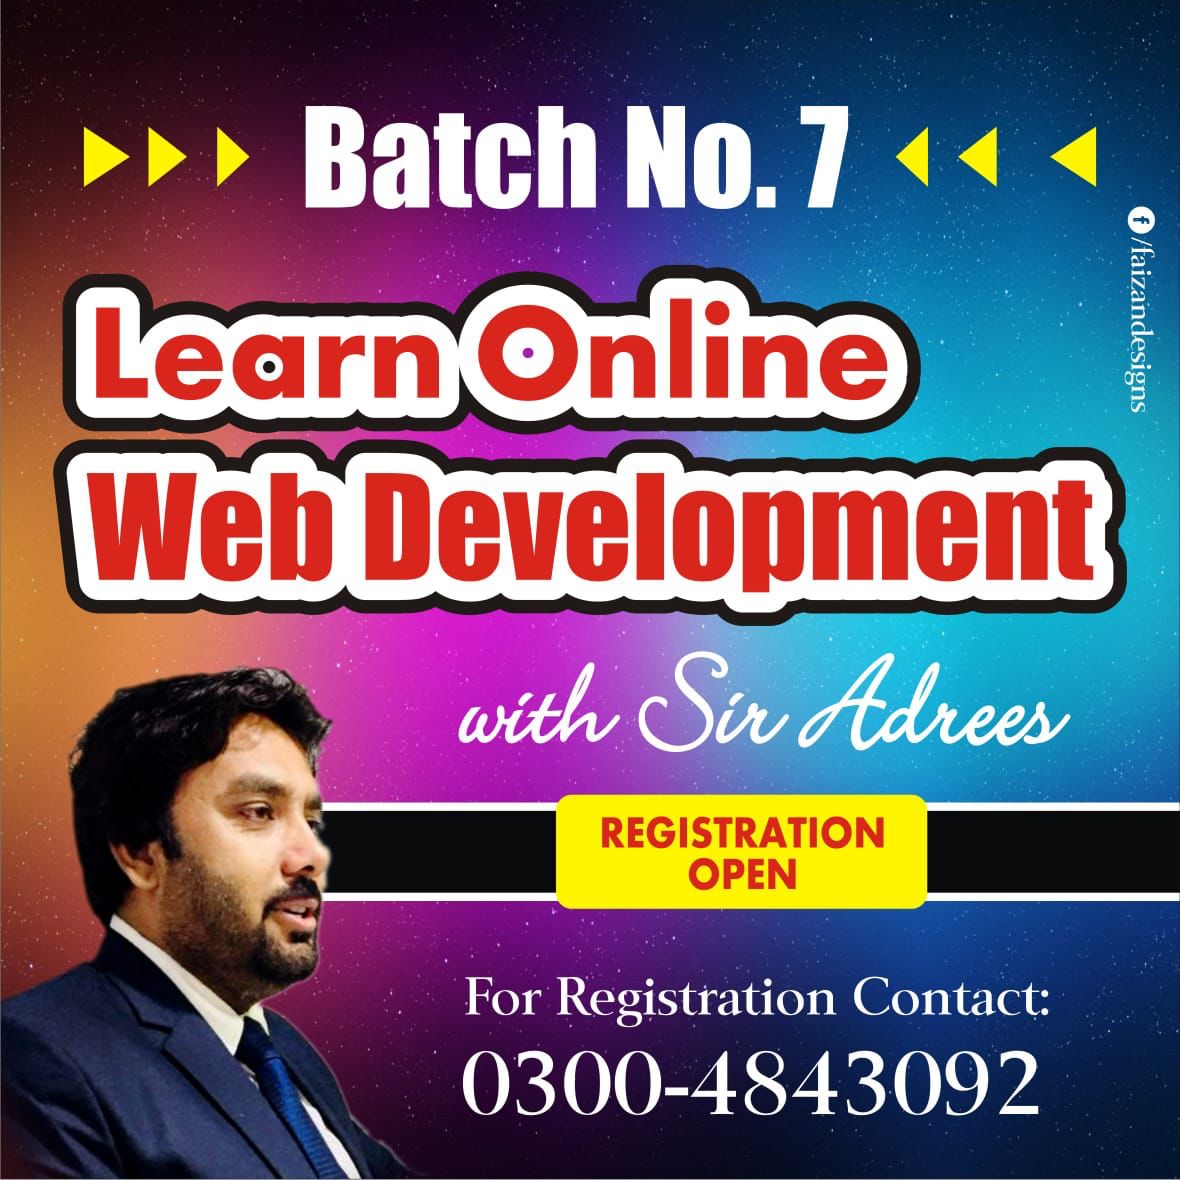 Batch No. 7
/faizandesigns
Learn Online
Web Development
with Sir Adrees
REGISTRATION
OPEN
For Registration Contact:
0300-4843092